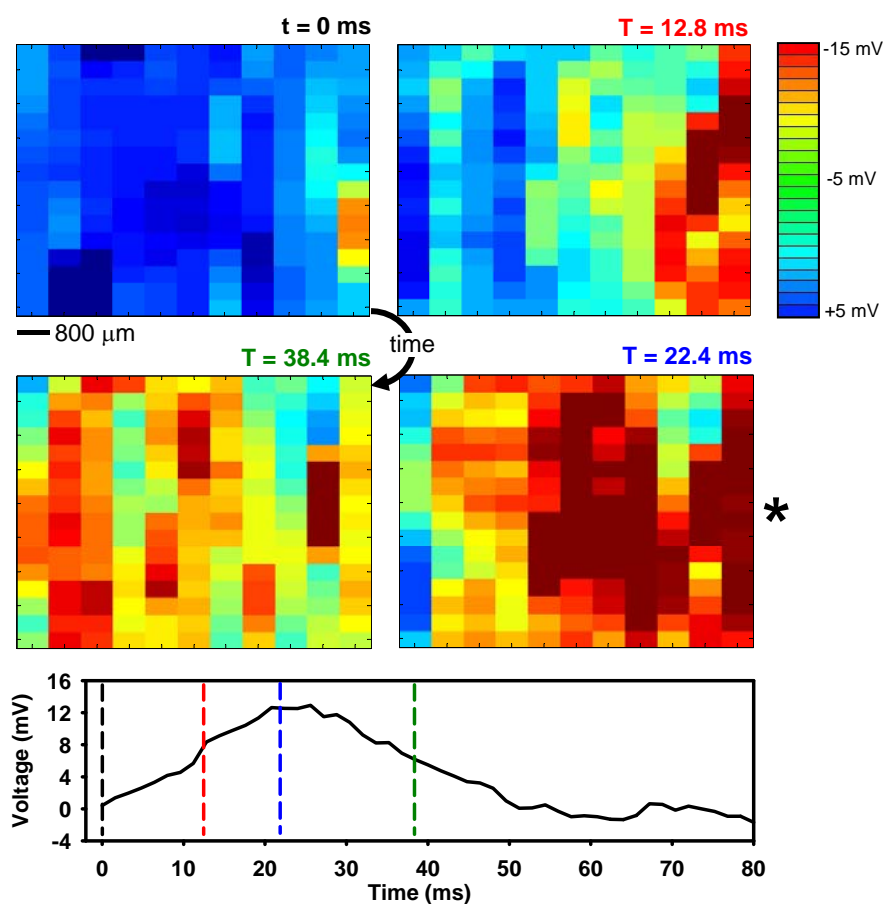 t = 0 ms
T = 12.8 ms
-15 mV
-5 mV
+5 mV
800 μm
time
T = 38.4 ms
T = 22.4 ms
*
16
12
8
4
0
-4
Voltage (mV)
0 10 20 30 40 50 60 70 80
Time (ms)